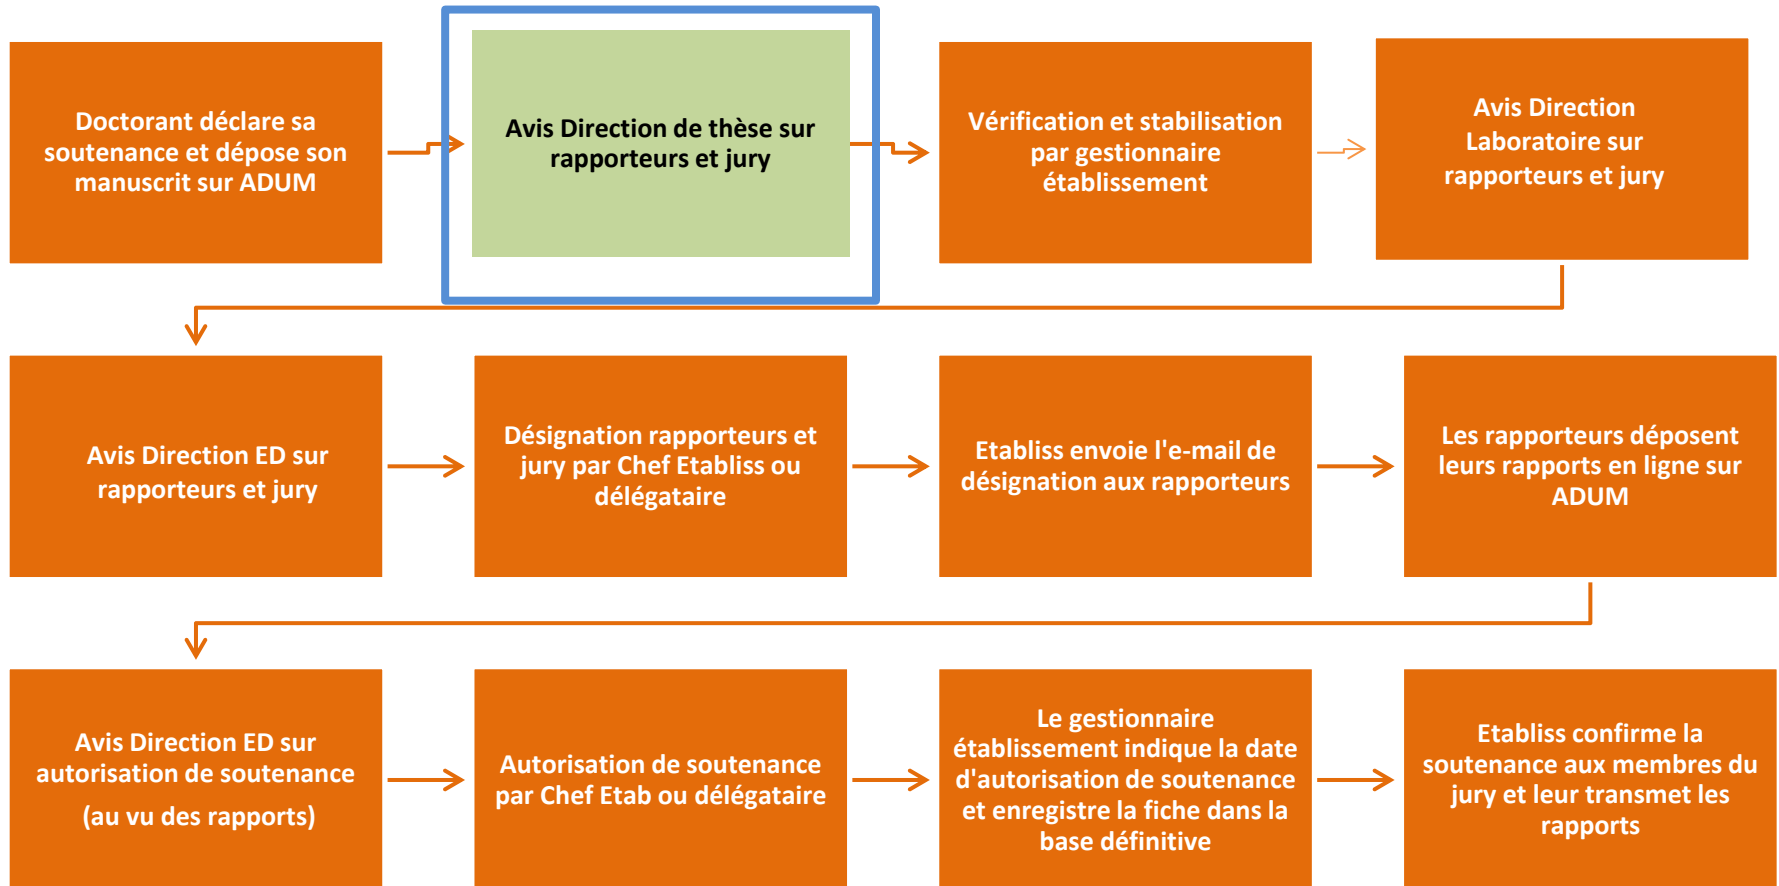 Doctorant déclare sa
soutenance et dépose son
manuscrit sur ADUM
Avis Direction de thèse sur
rapporteurs et jury
Vérification et stabilisation
par gestionnaire
établissement
Avis Direction
Laboratoire sur
rapporteurs et jury
Avis Direction ED sur
rapporteurs et jury
Désignation rapporteurs et
jury par Chef Etabliss ou
délégataire
Etabliss envoie l'e-mail de
désignation aux rapporteurs
Les rapporteurs déposent
leurs rapports en ligne sur
ADUM
Avis Direction ED sur
autorisation de soutenance
(au vu des rapports)
Autorisation de soutenance
par Chef Etab ou délégataire
Le gestionnaire
établissement indique la date
d'autorisation de soutenance
et enregistre la fiche dans la
base définitive
Etabliss confirme la
soutenance aux membres du
jury et leur transmet les
rapports